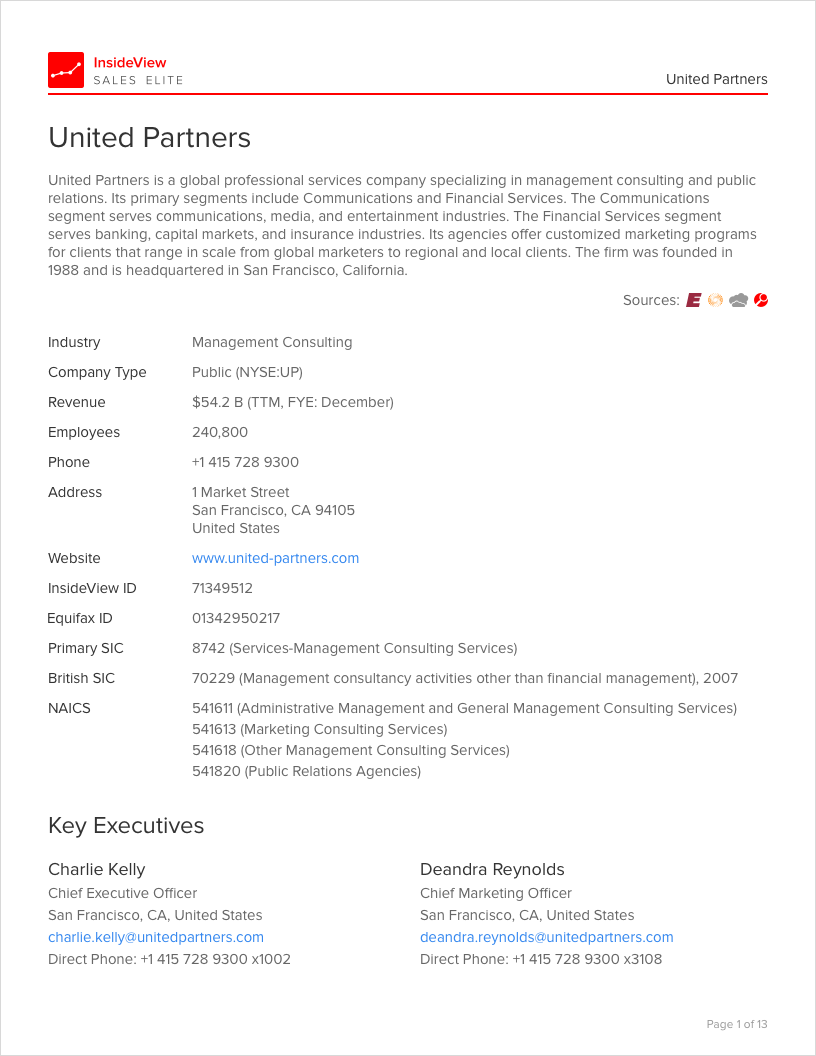 InsideView
SALES ELITE
United Partners
United Partners
United Partners is a global professional services company specializing in management consulting and public
relations. Its primary segments include Communications and Financial Services. The Communications
segment serves communications, media, and entertainment industries. The Financial Services segment
serves banking, capital markets, and insurance industries. Its agencies offer customized marketing programs
for clients that range in scale from global marketers to regional and local clients. The firm was founded in
1988 and is headquartered in San Francisco, California.
Sources: E
Industry Management Consulting
Company Type Public (NYSE:UP)
Revenue $54.2 B (TTM, FYE: December)
Employees 240,800
Phone +1 415 728 9300
Address 1 Market Street
San Francisco, CA 94105
United States
Website www.united-partners.com
InsideView ID 71349512
Equifax ID 01342950217
Primary SIC 8742 (Services-Management Consulting Services)
British SIC 70229 (Management consultancy activities other than financial management), 2007
NAICS 541611 (Administrative Management and General Management Consulting Services)
541613 (Marketing Consulting Services)
541618 (Other Management Consulting Services)
541820 (Public Relations Agencies)
Key Executives
Charlie Kelly
Chief Executive Officer
San Francisco, CA, United States
charlie.kelly@unitedpartners.com
Direct Phone: +1 415 728 9300 x1002
Deandra Reynolds
Chief Marketing Officer
San Francisco, CA, United States
deandra.reynolds@unitedpartners.com
Direct Phone: +1 415 728 9300 x3108
Page 1 of 13